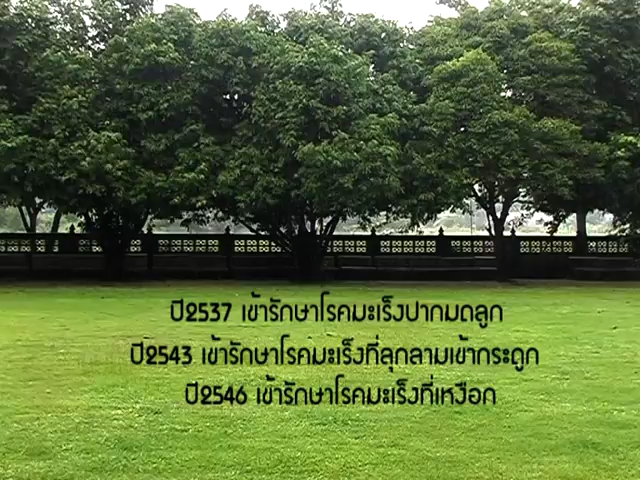 ปี2537 เข้ารักษาโรคมะเร็งปากมดลูก
ปี2543 เข้ารักษาโรคมะเร็งที่ลุกลามเข้ากระดูก
ปี2546 เข้ารักษาโรคมะเร็งที่เหงือก